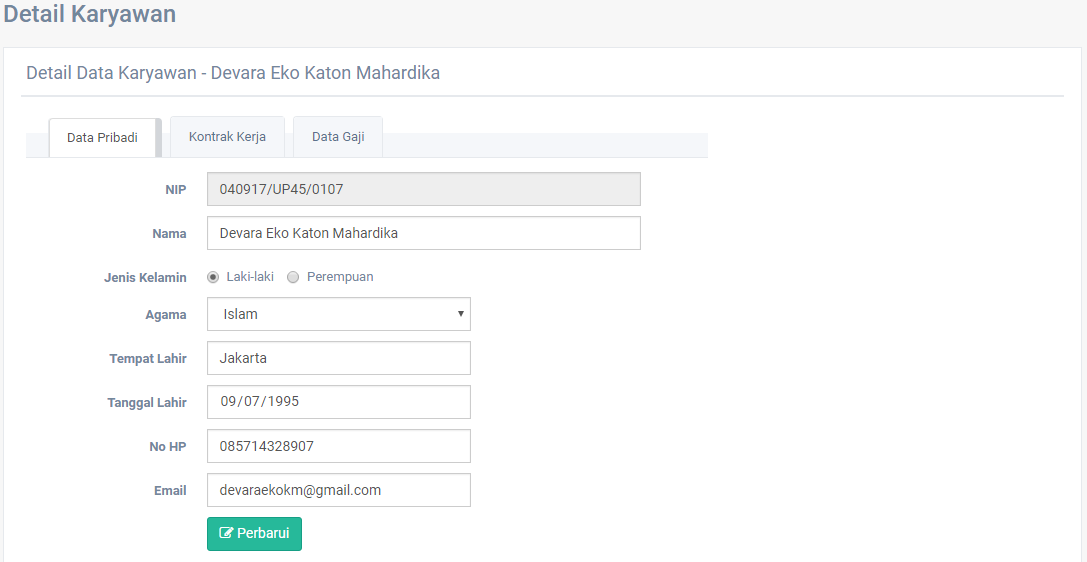 Detail Karyawan
Detail Data Karyawan - Devara Eko Katon Mahardika
Data Pribadi Kontrak Kerja Data Gaji
NIP 040917/UP45/0107
Nama Devara Eko Katon Mahardika
Jenis Kelamin Laki-laki Perempuan
Agama Islam
Tempat Lahir Jakarta
Tanggal Lahir 09/07/1995
No HP 085714328907
Email devaraekokm@gmail.com
Perbarui